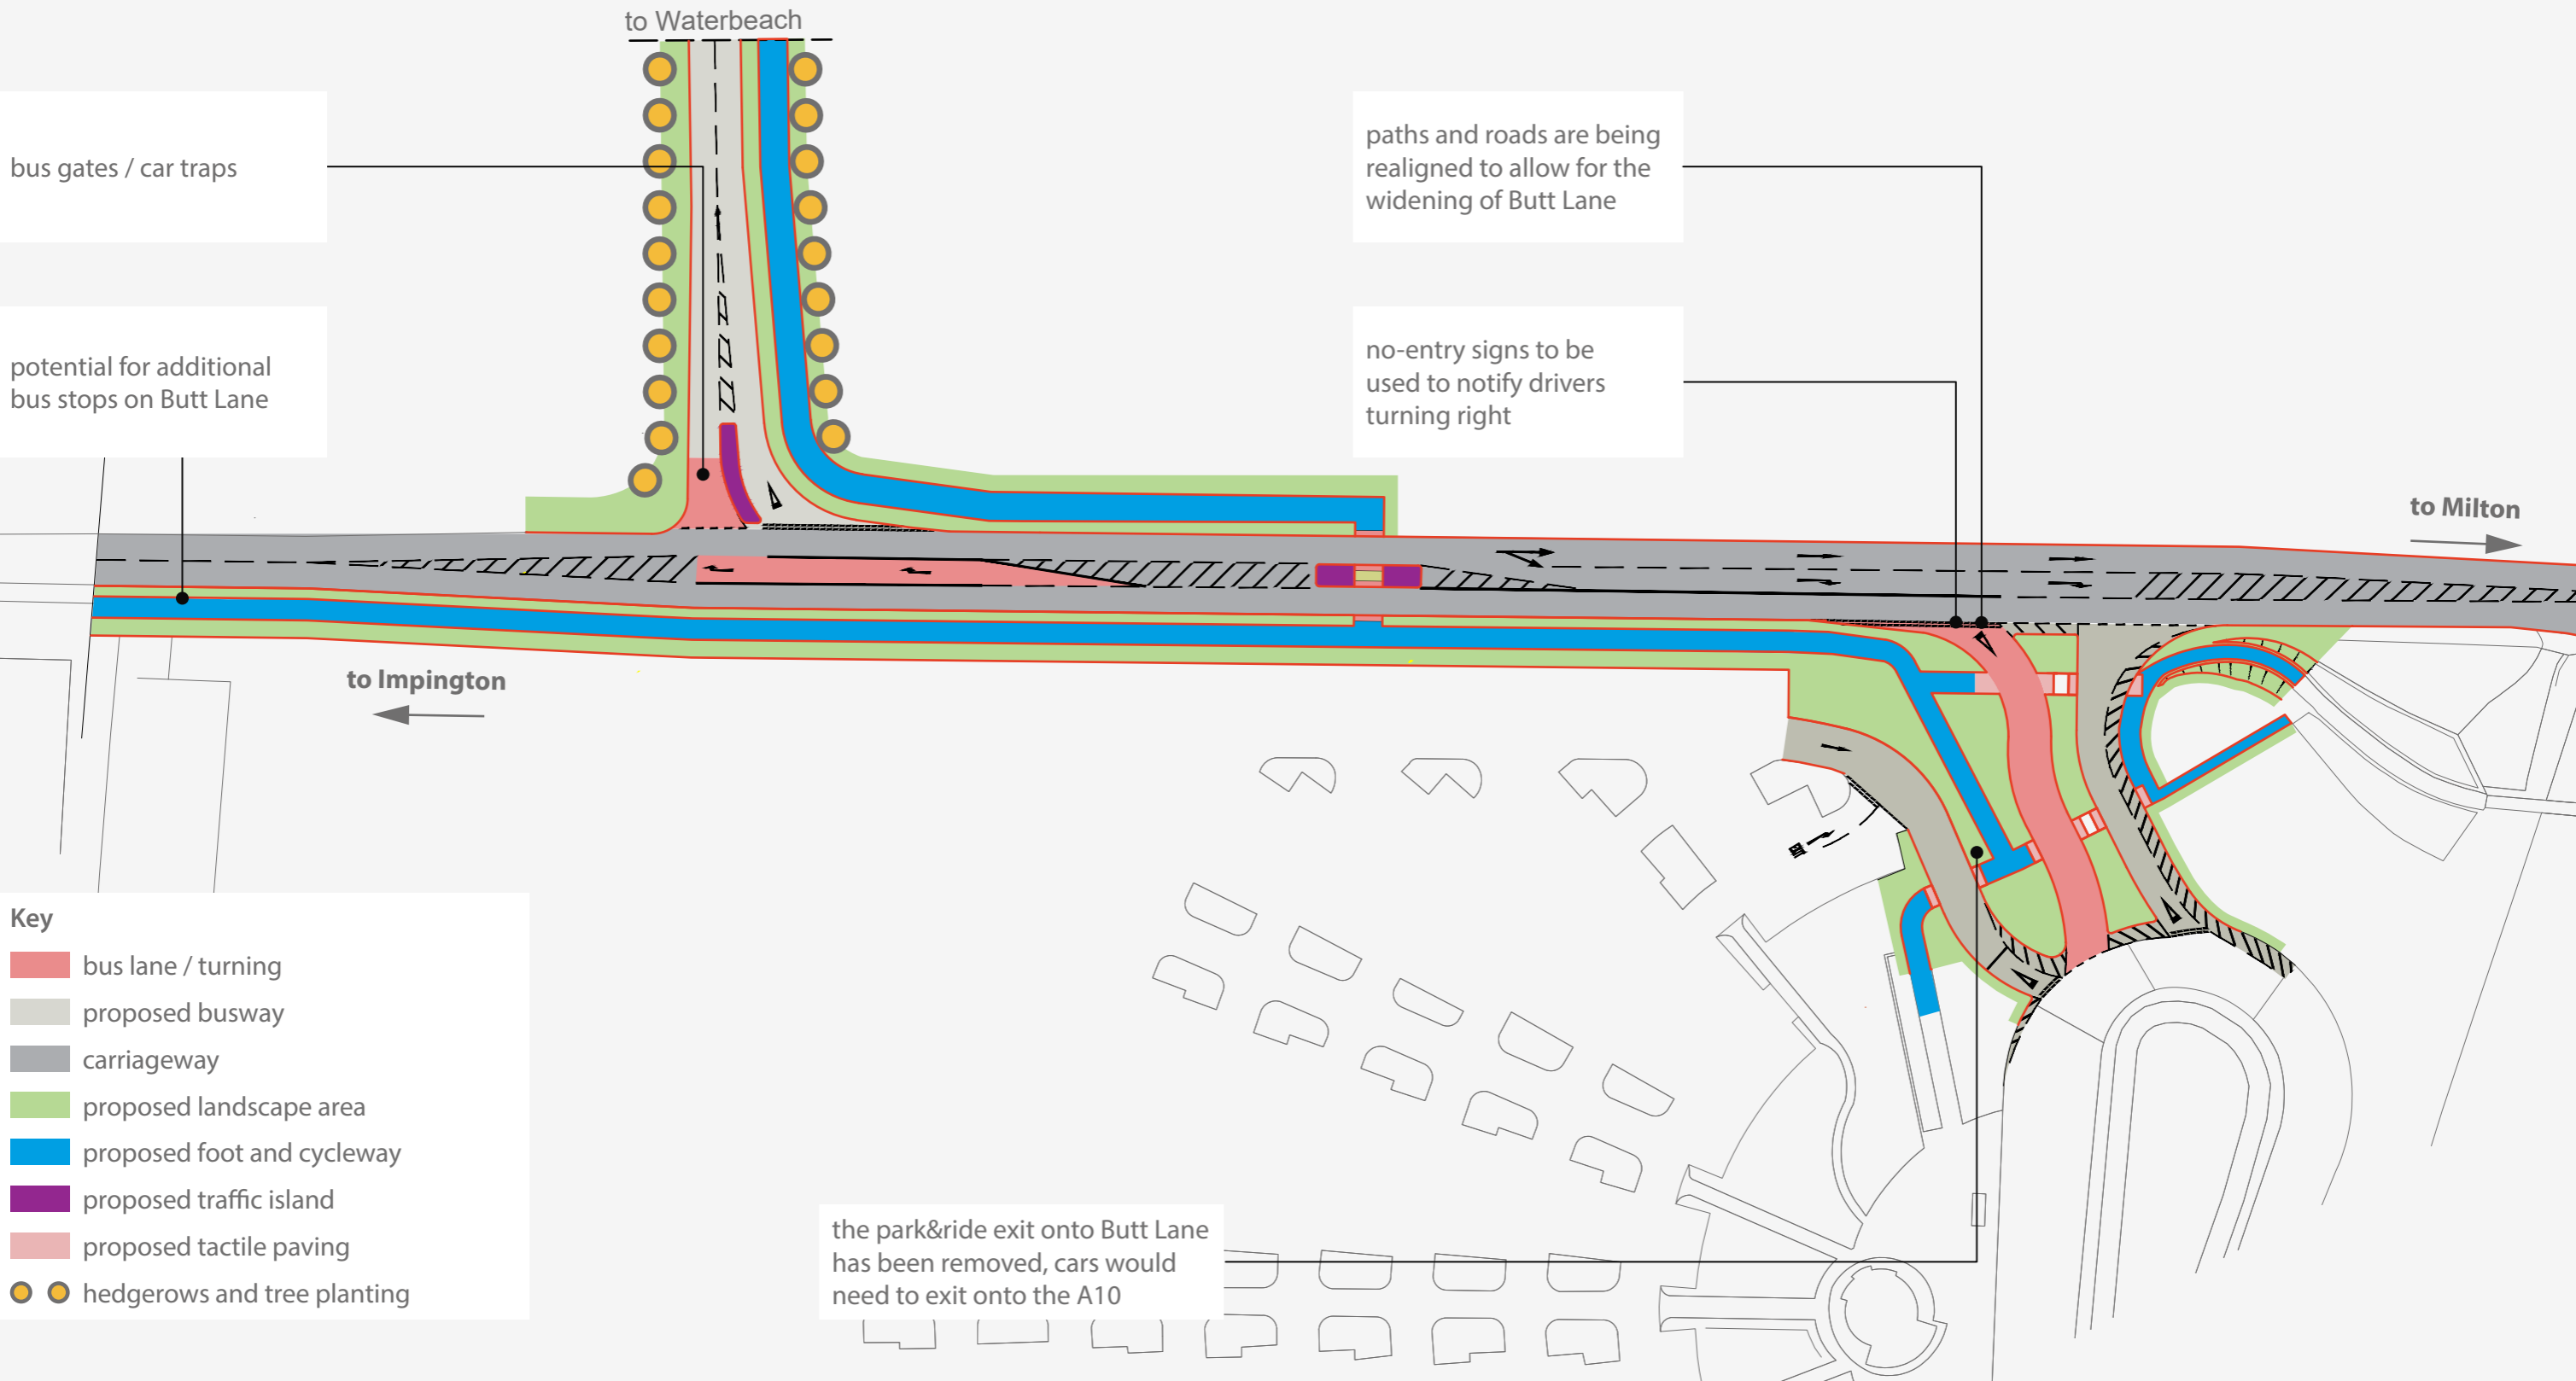 to Waterbeach
bus gates / car traps
paths and roads are being
realigned to allow for the
widening of Butt Lane
potential for additional
bus stops on Butt Lane
no-entry signs to be
used to notify drivers
turning right
to Milton
to Impington
Key
bus lane / turning
proposed busway
carriageway
proposed landscape area
proposed foot and cycleway
proposed traffic island
proposed tactile paving
hedgerows and tree planting
the park&ride exit onto Butt Lane
has been removed, cars would
need to exit onto the A10